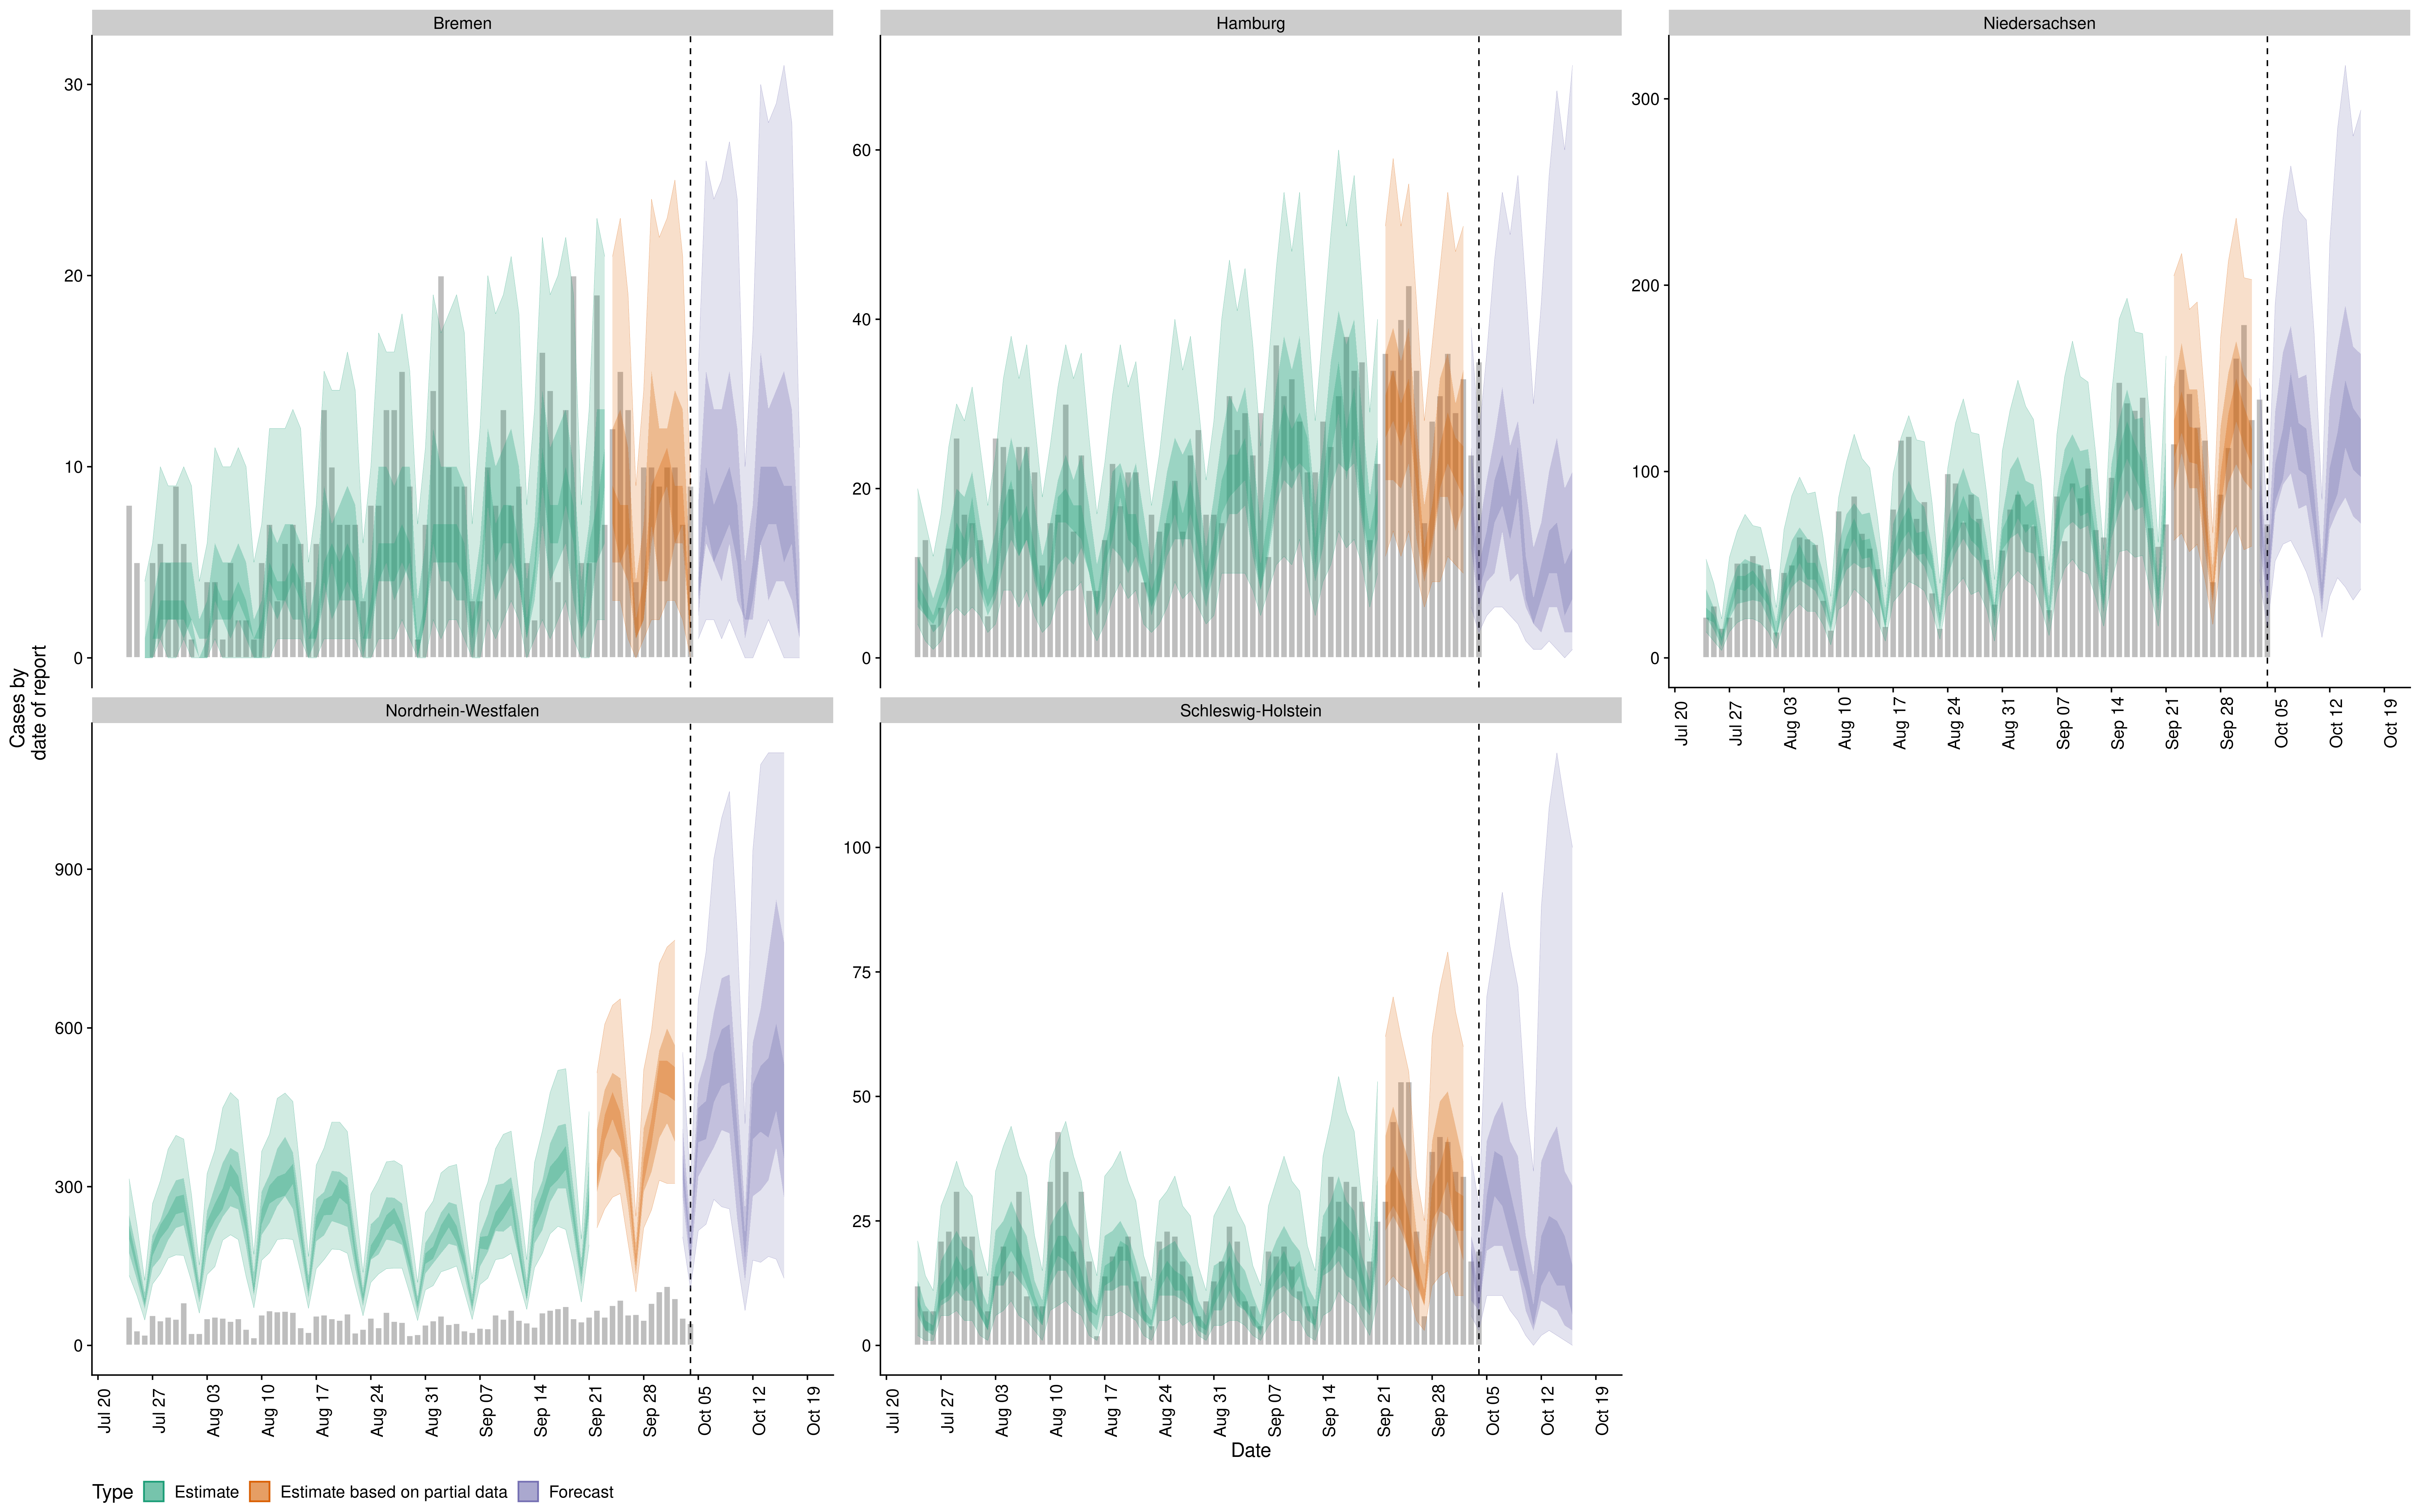 Bremen
Hamburg
Niedersachsen
30
20
10
0
60
40
20
0
300
200
100
0
Jul 20
Jul 27
Aug 03
Aug 10
Aug 17
Aug 24
Aug 31
Sep 07
Sep 14
Sep 21
Sep 28
Oct 05
Oct 12
Oct 19
Cases by
date of report
Nordrhein-Westfalen
Schleswig-Holstein
900
600
300
0
100
75
50
25
0
Jul 20
Jul 27
Aug 03
Aug 10
Aug 17
Aug 24
Aug 31
Sep 07
Sep 14
Sep 21
Sep 28
Oct 05
Oct 12
Oct 19
Jul 20
Jul 27
Aug 03
Aug 10
Aug 17
Aug 24
Aug 31
Sep 07
Sep 14
Sep 21
Sep 28
Oct 05
Oct 12
Oct 19
Date
Type Estimate Estimate based on partial data Forecast